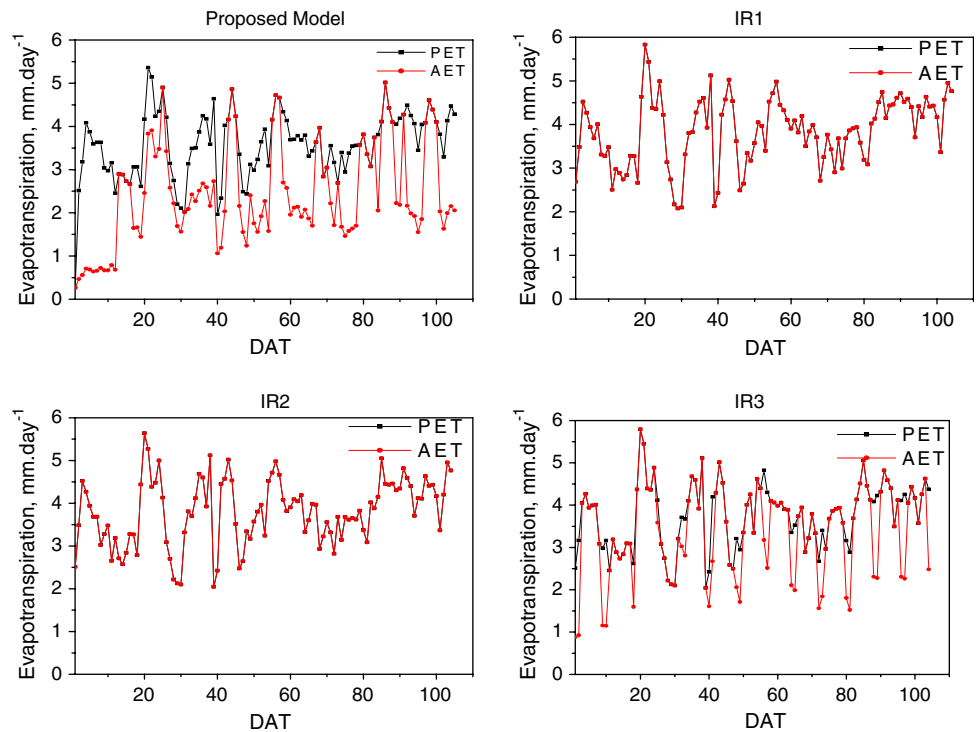 Proposed Model
6
5
4
3
2
1
0
Evapotranspiration, mm.day-1
PET
AET
20 40 60 80 100
DAT
IR1
6
5
4
3
2
1
0
Evapotranspiration, mm.day-1
PET
AET
20 40 60 80 100
DAT
IR2
6
5
4
3
2
1
0
Evapotranspiration, mm.day-1
PET
AET
20 40 60 80 100
DAT
IR3
6
5
4
3
2
1
0
Evapotranspiration, mm.day-1
PET
AET
20 40 60 80 100
DAT